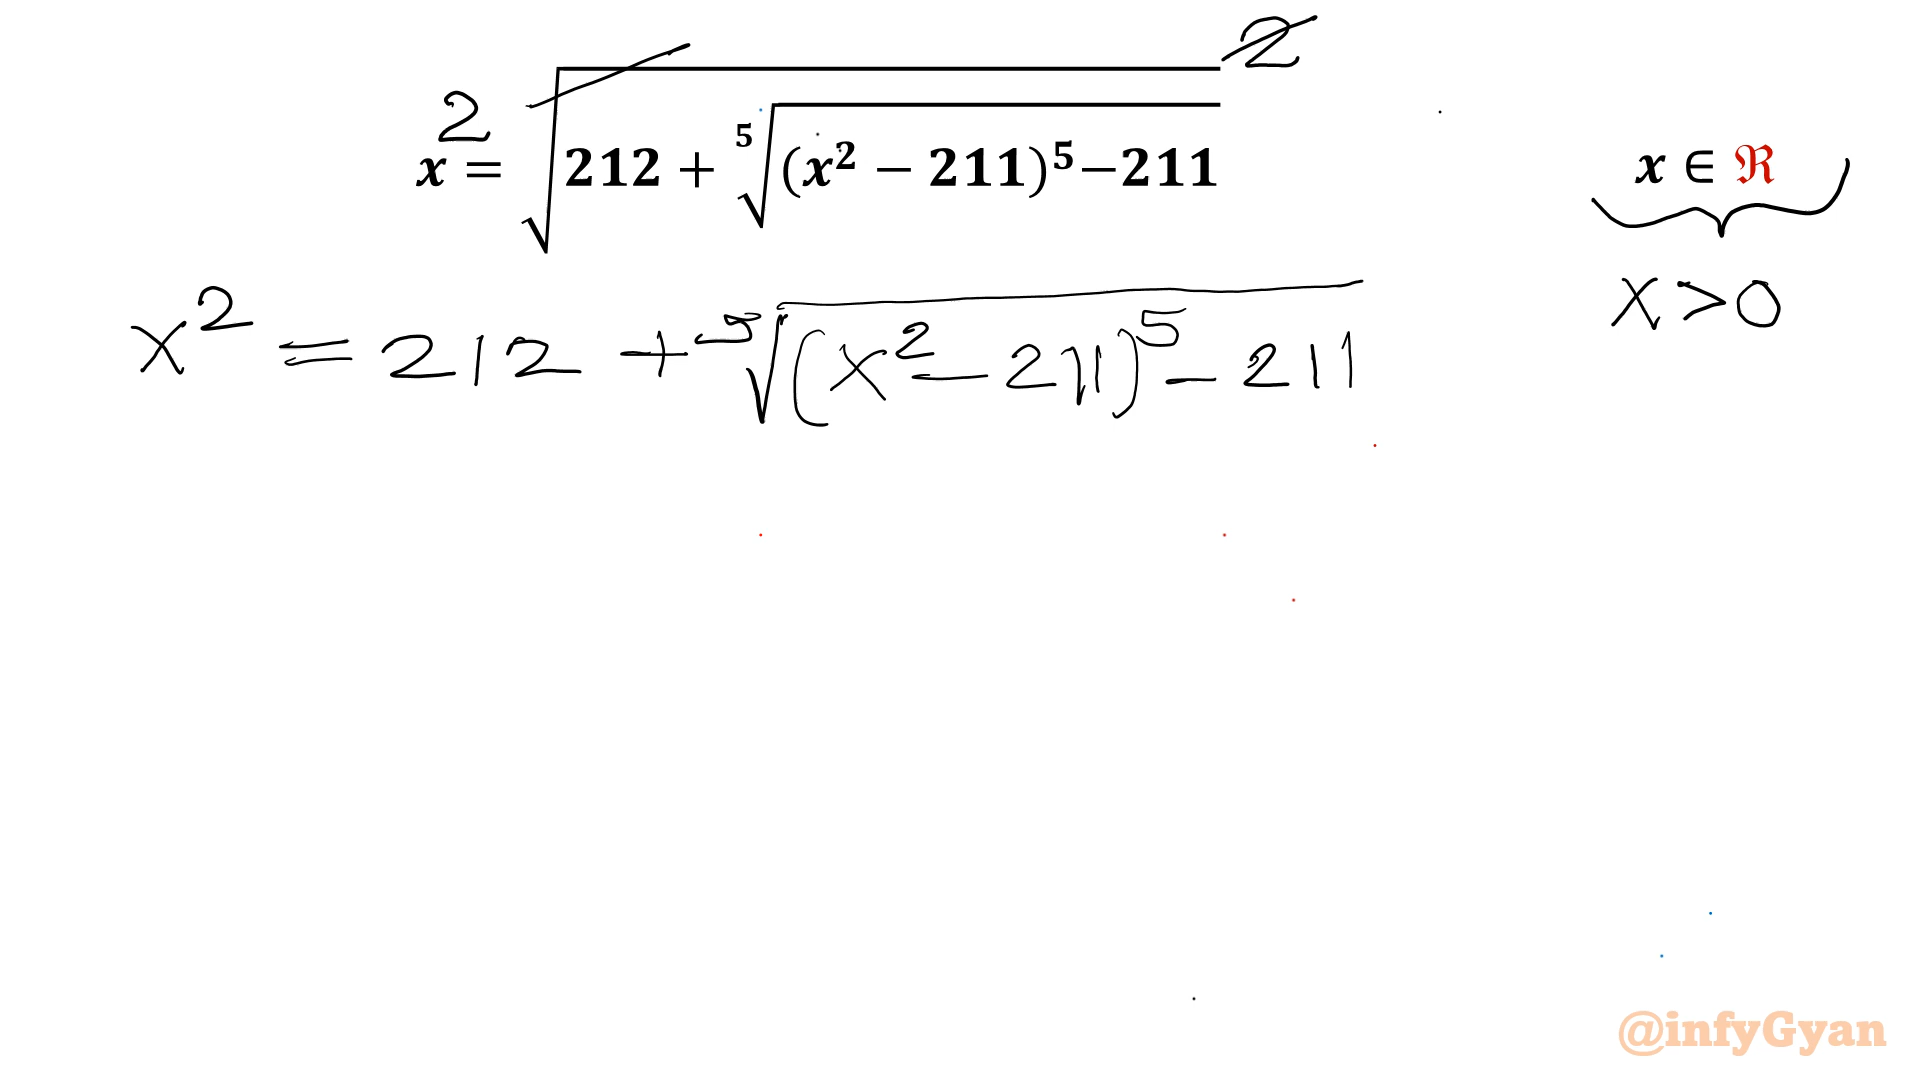 x² = √(212 + ⁵√((x² − 211)⁵−211))²
x ∈ ℜ
x > 0
x² = 212 + ⁵√((x² − 211)⁵ − 211)
@infyGyan